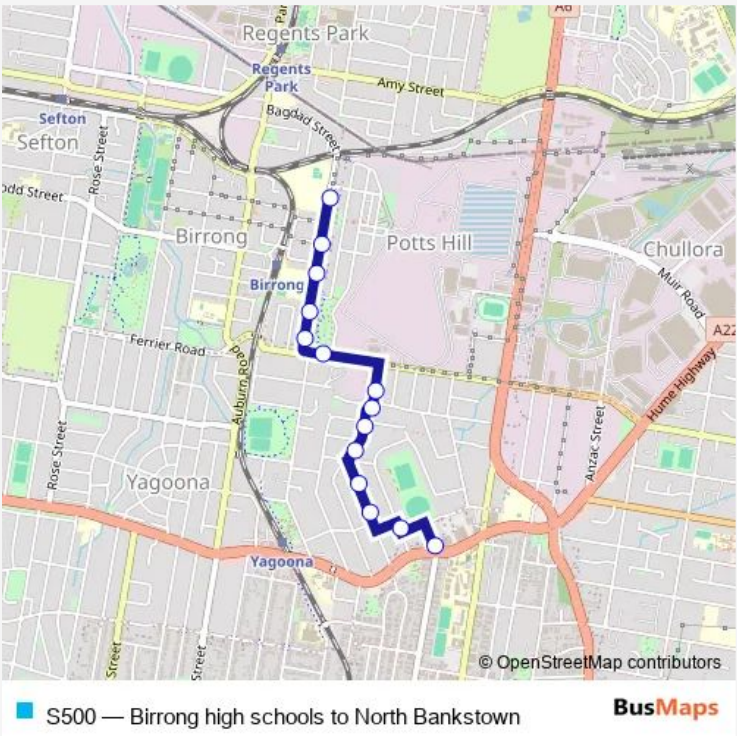 A6
Regents Park
Regents
Park
Amy Street
Bagdad Street
Sefton
Sefton
Rose Street
odd Street
Birrong
Potts Hill
Chullora
Muir Road
Birrong
A22
Ferrier Road
Auburn Road
Hume Highway
Anzac Street
Rose Street
Yagoona
Yagoona
Street
Street
© OpenStreetMap contributors
S500 — Birrong high schools to North Bankstown
BusMaps